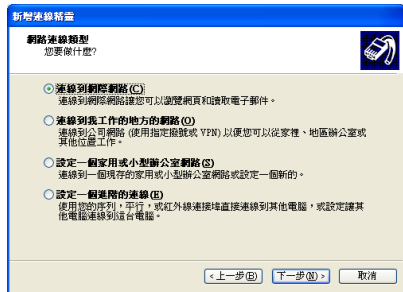 新增連線精靈
網路連線類型
您要做什麼?
連線到網際網路(C)
連線到網際網路讓您可以瀏覽網頁和讀取電子郵件。
連線到我工作的地方的網路(O)
連線到公司網路 (使用指定撥號或 VPN) 以便您可以從家裡、地區辦公室或
其他位置工作。
設定一個家用或小型辦公室網路(S)
連線到一個現存的家用或小型辦公室網路或設定一個新的。
設定一個進階的連線(E)
使用您的序列，平行，或紅外線連接埠直接連線到其他電腦，或設定讓其
他電腦連線到這台電腦。
<上一步(B)
下一步(N)>
取消